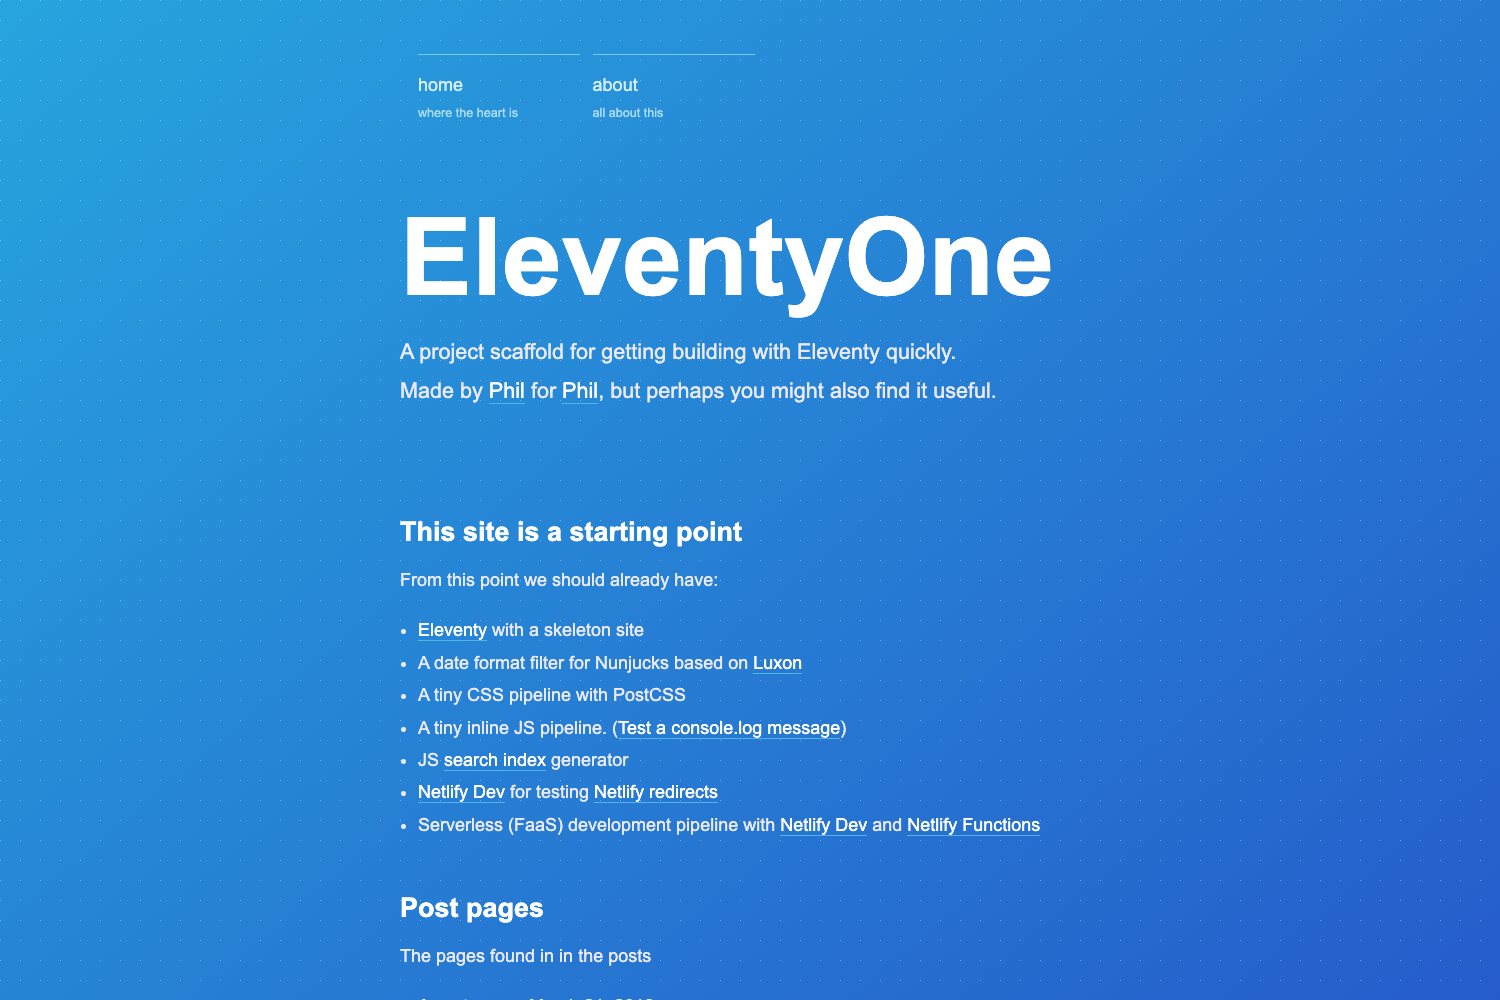 home
about
where the heart is
all about this
EleventyOne
A project scaffold for getting building with Eleventy quickly.
Made by Phil for Phil, but perhaps you might also find it useful.
This site is a starting point
From this point we should already have:
• Eleventy with a skeleton site
• A date format filter for Nunjucks based on Luxon
• A tiny CSS pipeline with PostCSS
• A tiny inline JS pipeline. (Test a console.log message)
• JS search index generator
• Netlify Dev for testing Netlify redirects
• Serverless (FaaS) development pipeline with Netlify Dev and Netlify Functions
Post pages
The pages found in in the posts